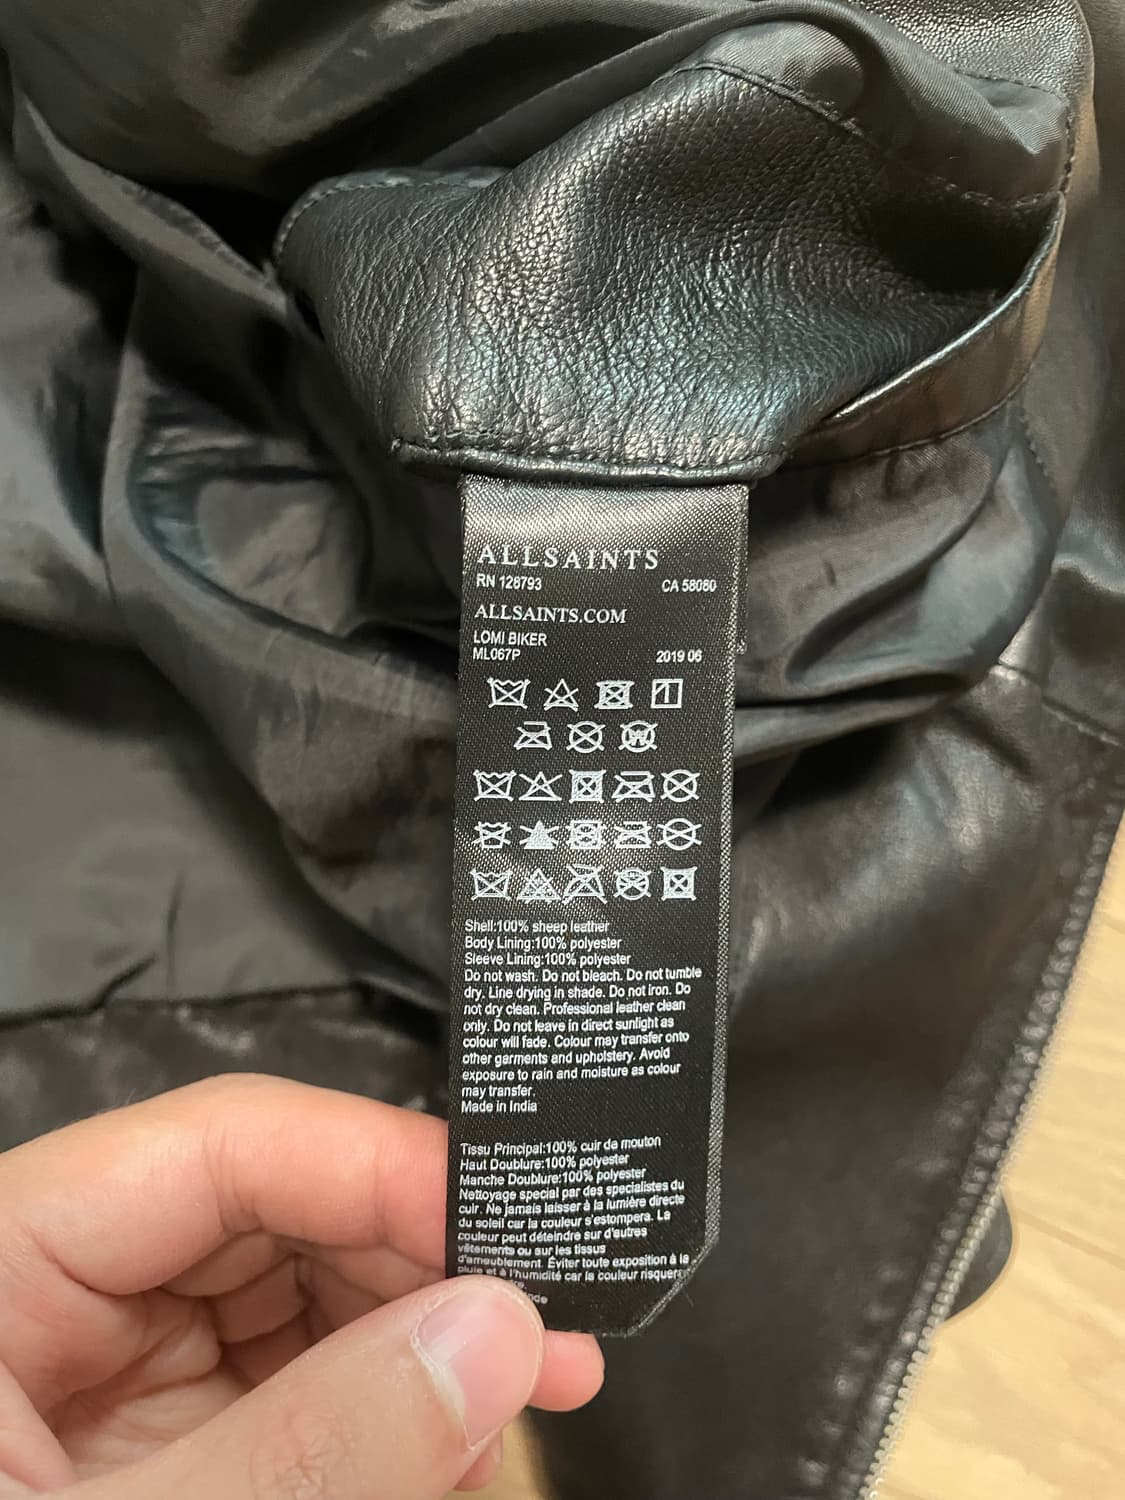 ALLSAINTS
RN 128793 CA 58080
ALLSAINTS.COM
LOMI BIKER
ML067P 2019 06
Shell:100% sheep leather
Body Lining:100% polyester
Sleeve Lining:100% polyester
Do not wash. Do not bleach. Do not tumble
dry. Line drying in shade. Do not iron. Do
not dry clean. Professional leather clean
only. Do not leave in direct sunlight as
colour will fade. Colour may transfer onto
other garments and upholstery. Avoid
exposure to rain and moisture as colour
may transfer.
Made in India
Tissu Principal:100% cuir de mouton
Haut Doublure:100% polyester
Manche Doublure:100% polyester
Nettoyage special par des specialistes du
cuir. Ne jamais laisser à la lumière directe
du soleil car la couleur s'estompera. La
couleur peut déteindre sur d'autres
vêtements ou sur les tissus
d'ameublement. Éviter toute exposition à la
pluie et à l'humidité car la couleur risquer